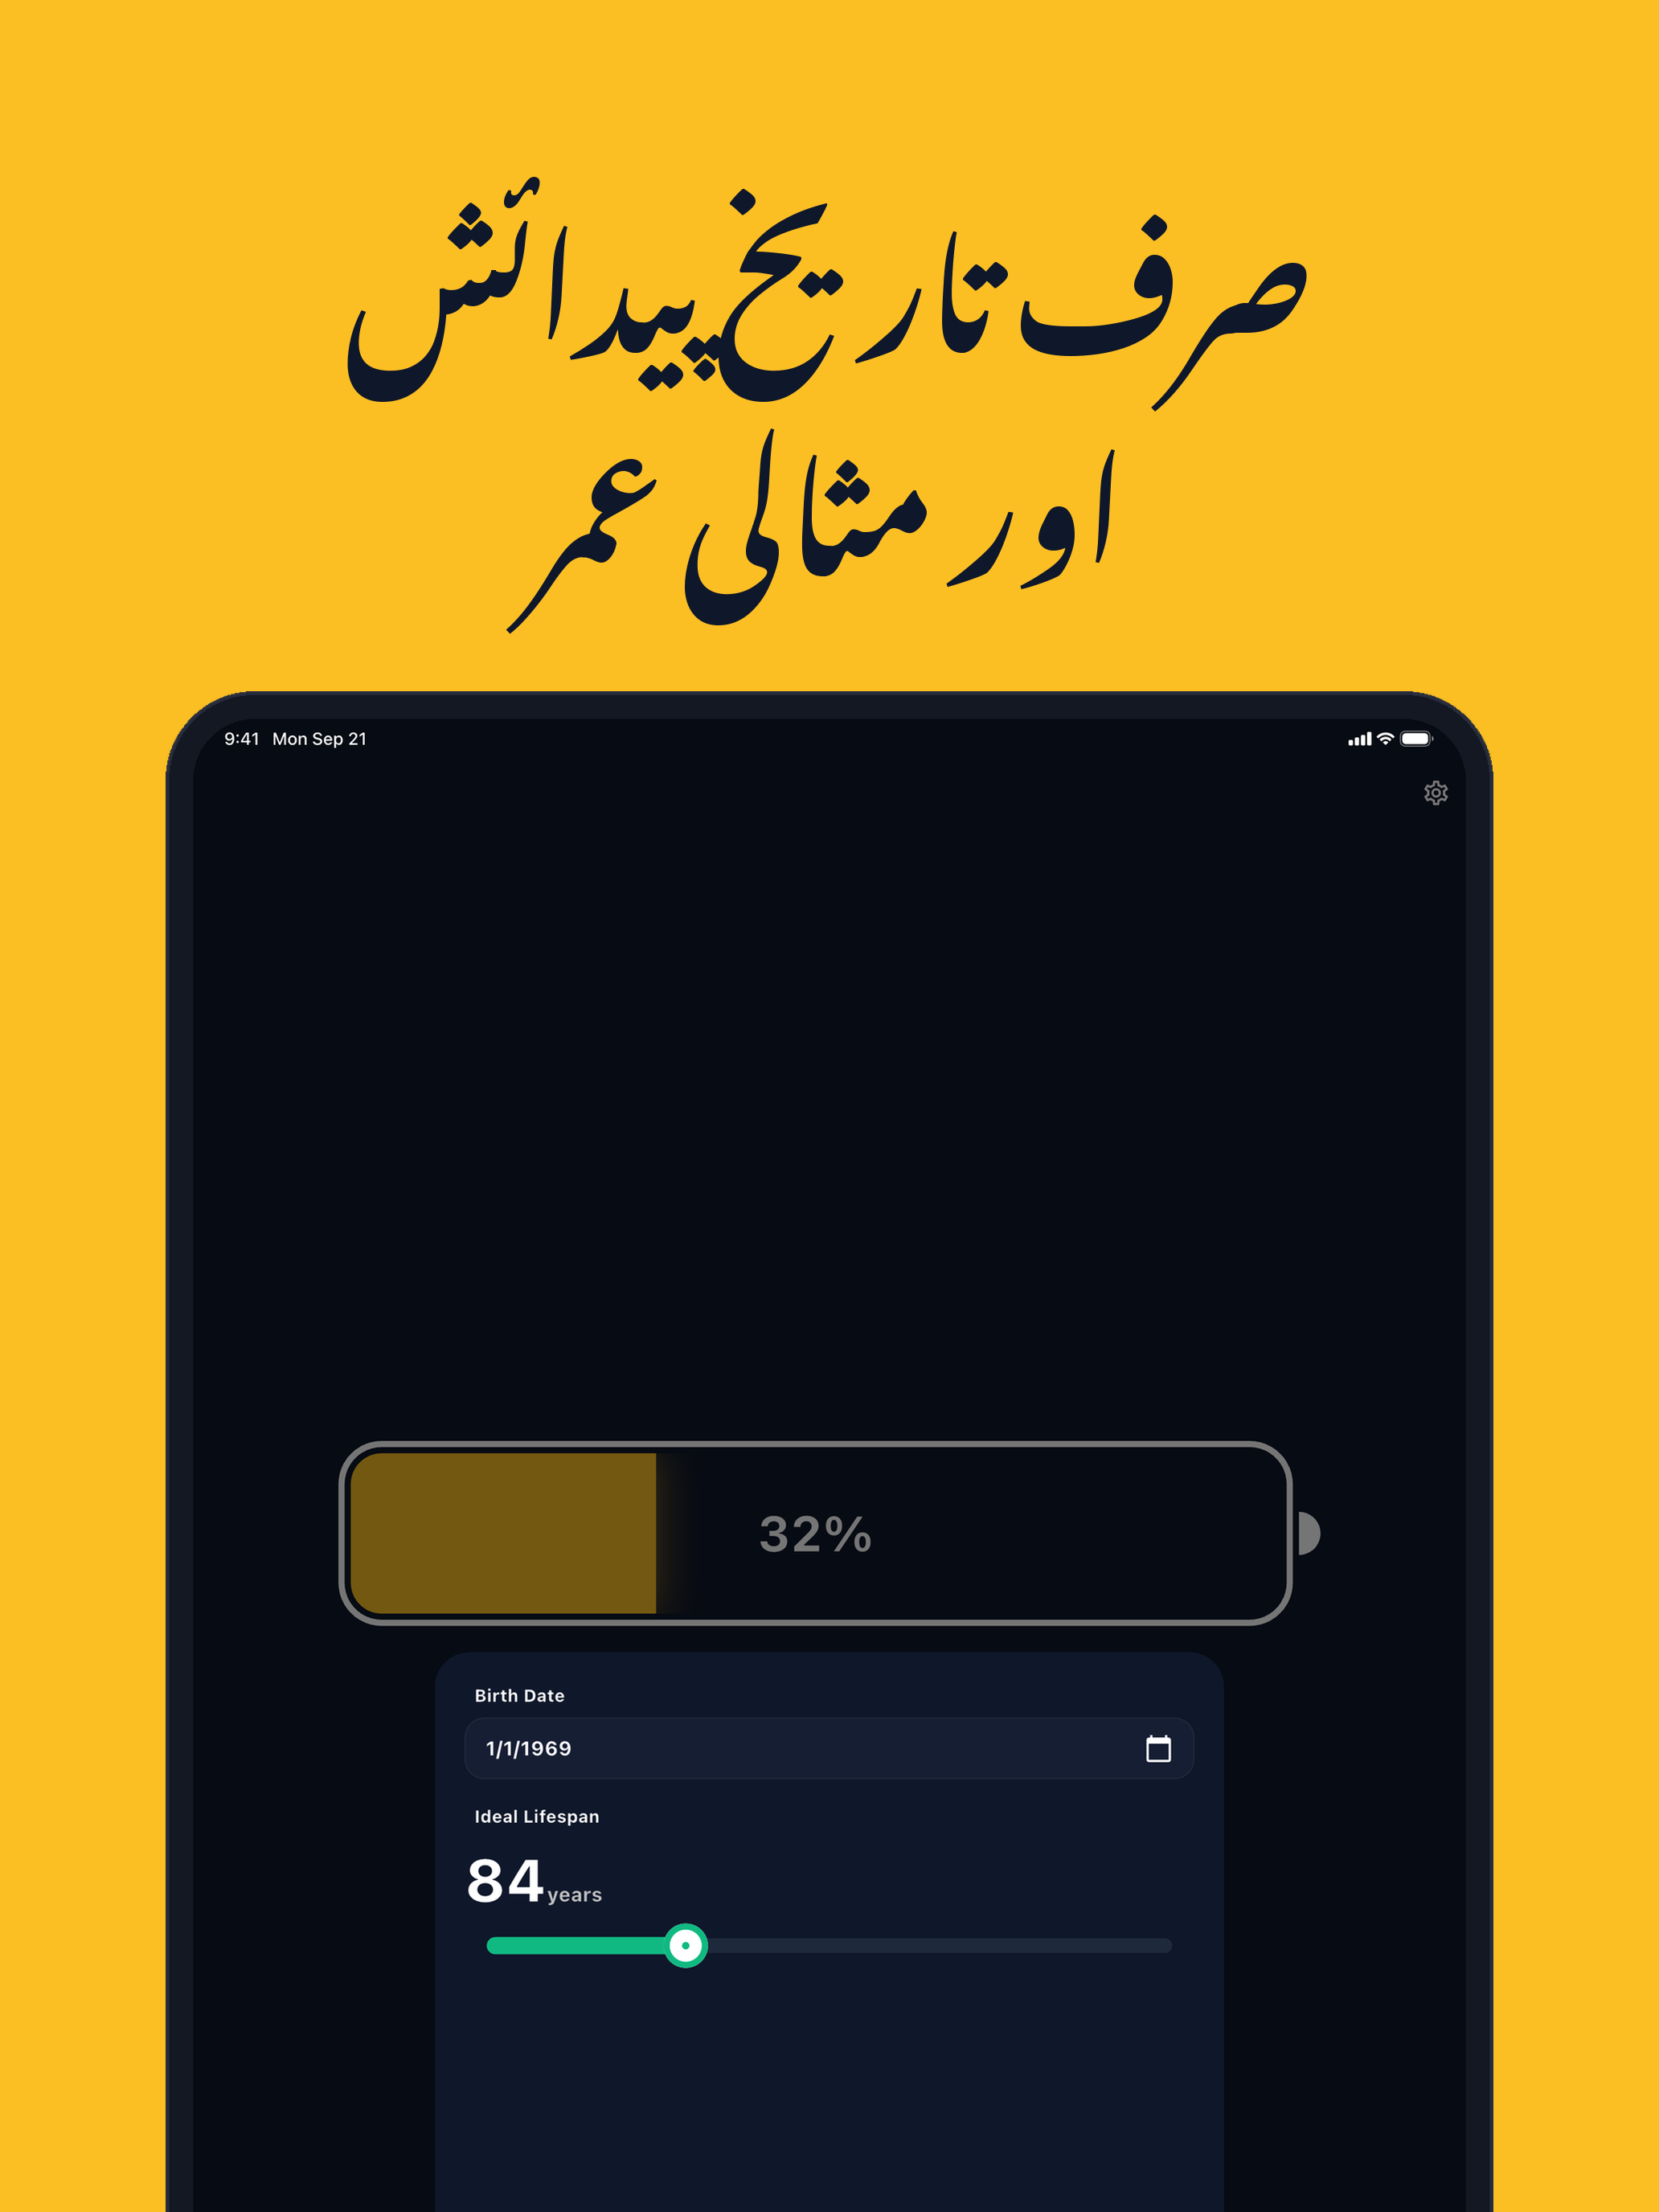 صرف تاریخ پیدائش
اور مثالی عمر
9:41 Mon Sep 21
32%
Birth Date
1/1/1969
Ideal Lifespan
84 years